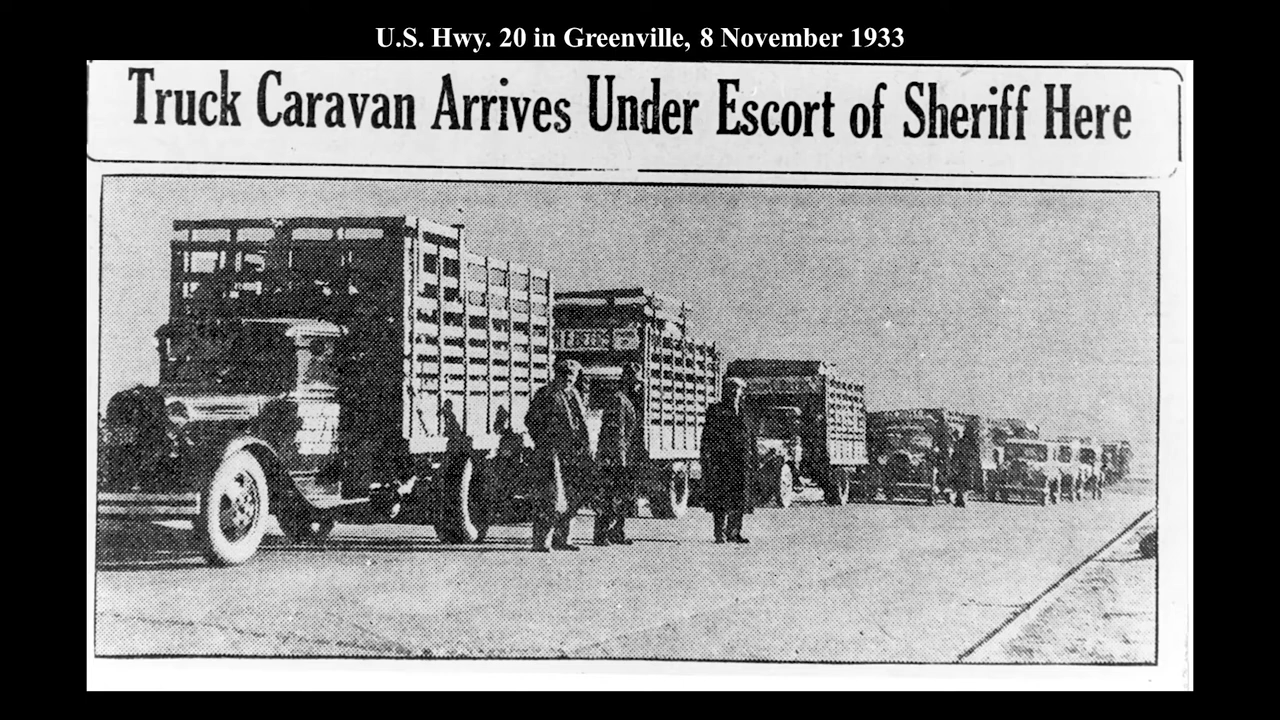 U.S. Hwy. 20 in Greenville, 8 November 1933
Truck Caravan Arrives Under Escort of Sheriff Here